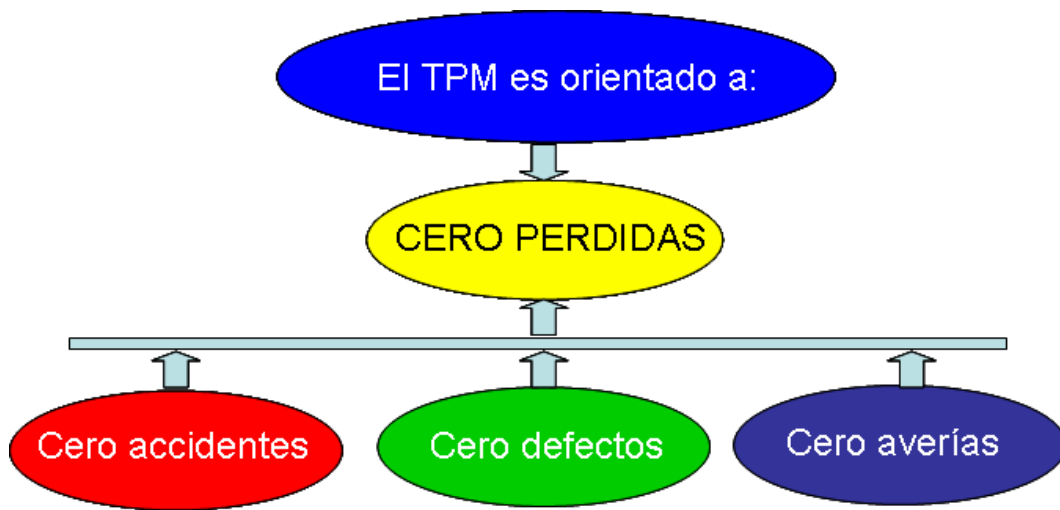 El TPM es orientado a:
CERO PERDIDAS
Cero accidentes
Cero defectos
Cero averías